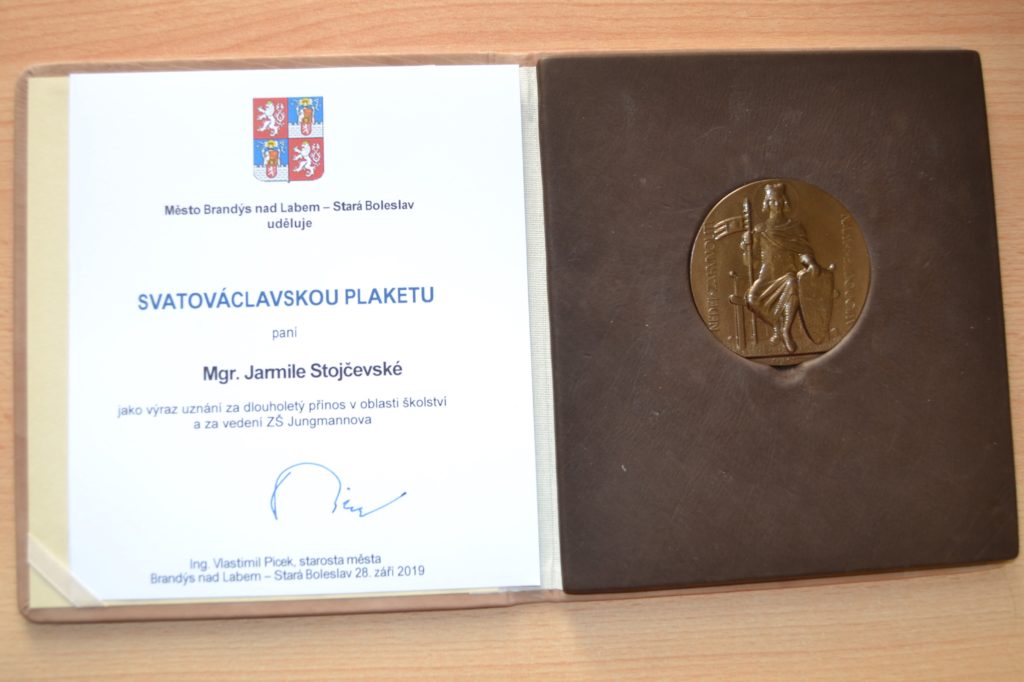 Město Brandýs nad Labem – Stará Boleslav
uděluje
SVATOVÁCLAVSKOU PLAKETU
paní
Mgr. Jarmile Stojčevské
jako výraz uznání za dlouholetý přínos v oblasti školství
a za vedení ZŠ Jungmannova
Ing. Vlastimil Picek, starosta města
Brandýs nad Labem – Stará Boleslav 28. září 2019